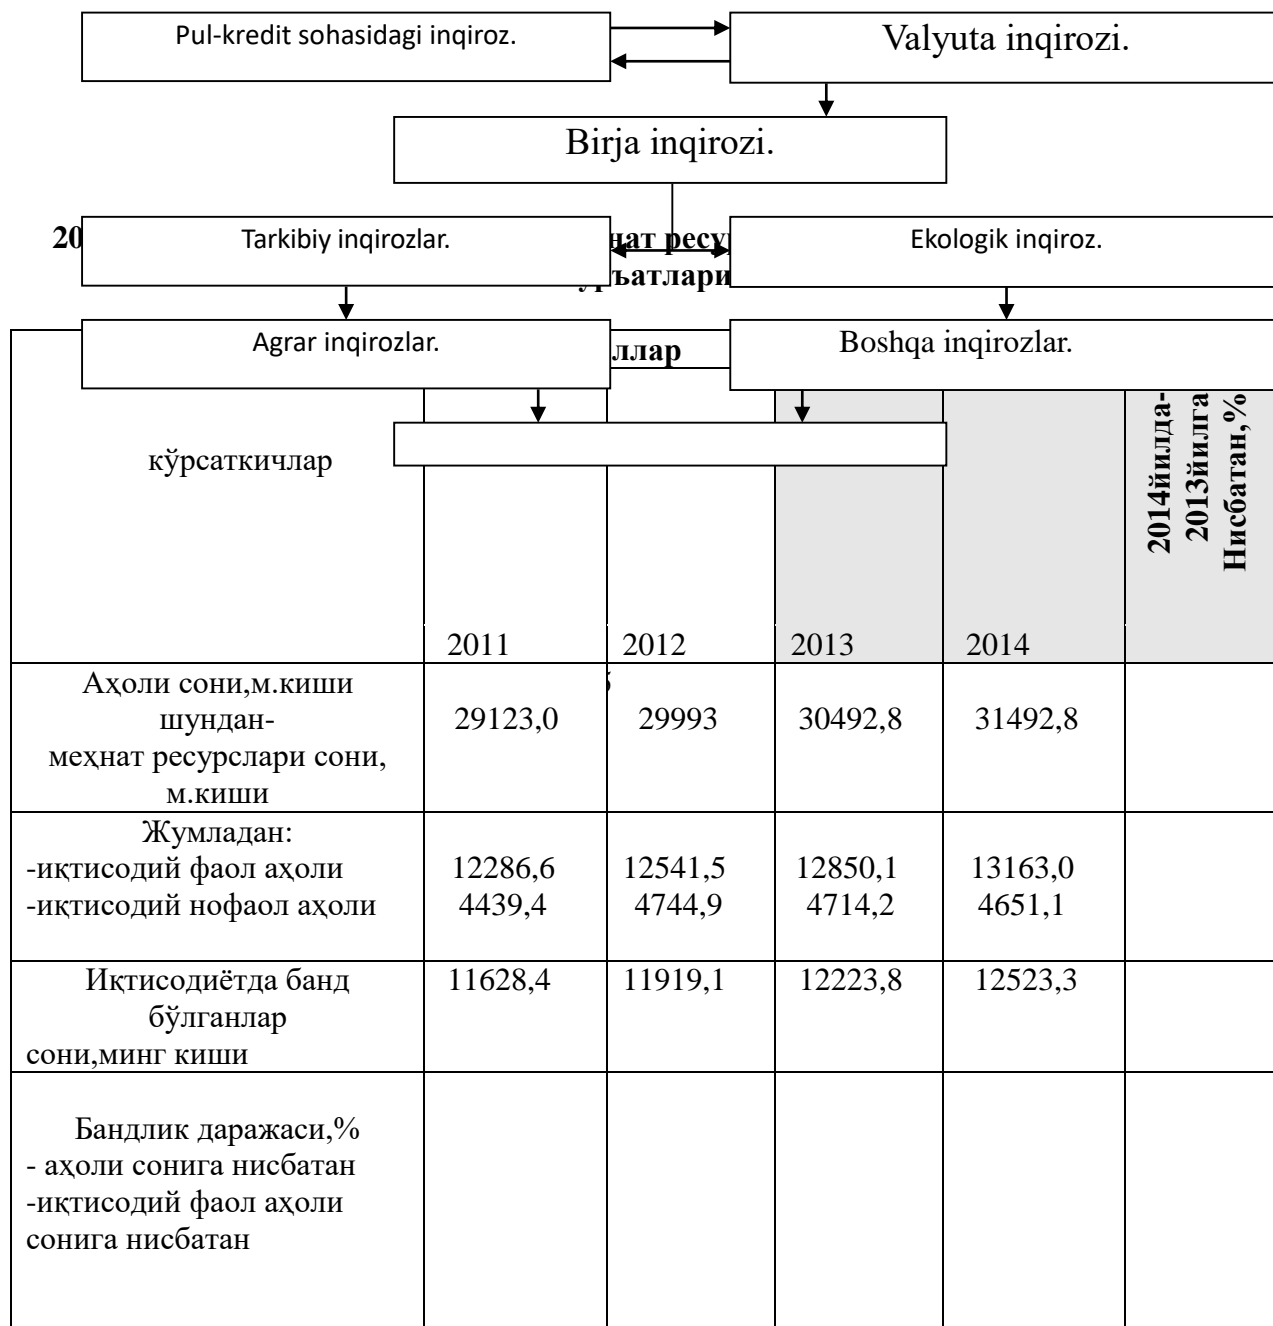 Pul-kredit sohasidagi inqiroz.
Valyuta inqirozi.
Birja inqirozi.
20
Tarkibiy inqirozlar.
Ekologik inqiroz.
Agrar inqirozlar.
Boshqa inqirozlar.
кўрсаткичлар
2011
2012
2013
2014
2014йилда-
2013йилга
Нисбатан,%
Аҳоли сони,м.киши
шундан-
меҳнат ресурслари сони,
м.киши
29123,0
29993
30492,8
31492,8
Жумладан:
-иқтисодий фаол аҳоли
12286,6
12541,5
12850,1
13163,0
-иқтисодий нофаол аҳоли
4439,4
4744,9
4714,2
4651,1
Иқтисодиётда банд
бўлганлар
сони,минг киши
11628,4
11919,1
12223,8
12523,3
Бандлик даражаси,%
- аҳоли сонига нисбатан
-иқтисодий фаол аҳоли
сонига нисбатан